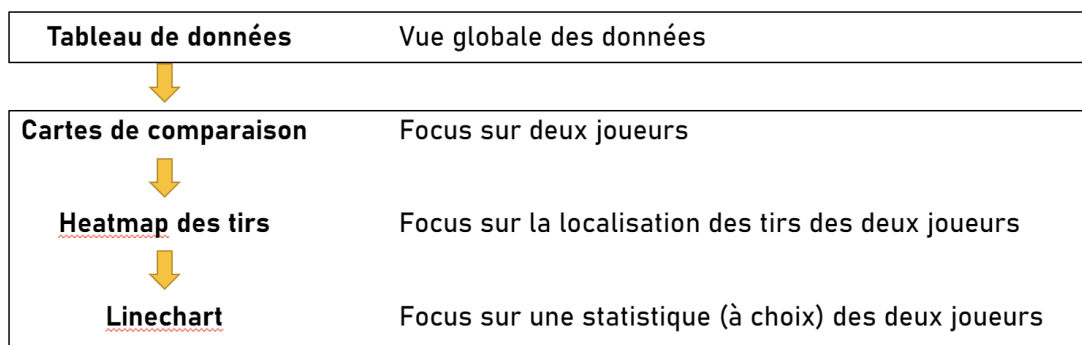 Tableau de données Vue globale des données
Cartes de comparaison Focus sur deux joueurs
Heatmap des tirs Focus sur la localisation des tirs des deux joueurs
Linechart Focus sur une statistique (à choix) des deux joueurs